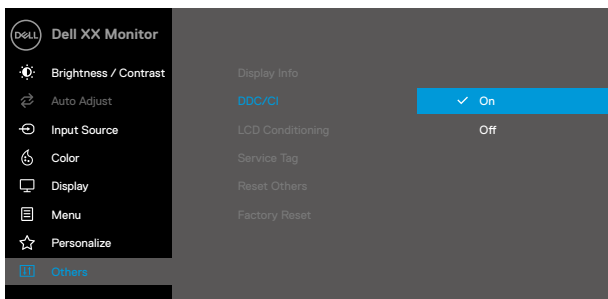 DELL Dell XX Monitor
Brightness / Contrast
Auto Adjust
Input Source
Color
Display
Menu
Personalize
Others
Display Info
DDC/CI
LCD Conditioning
Service Tag
Reset Others
Factory Reset
On
Off